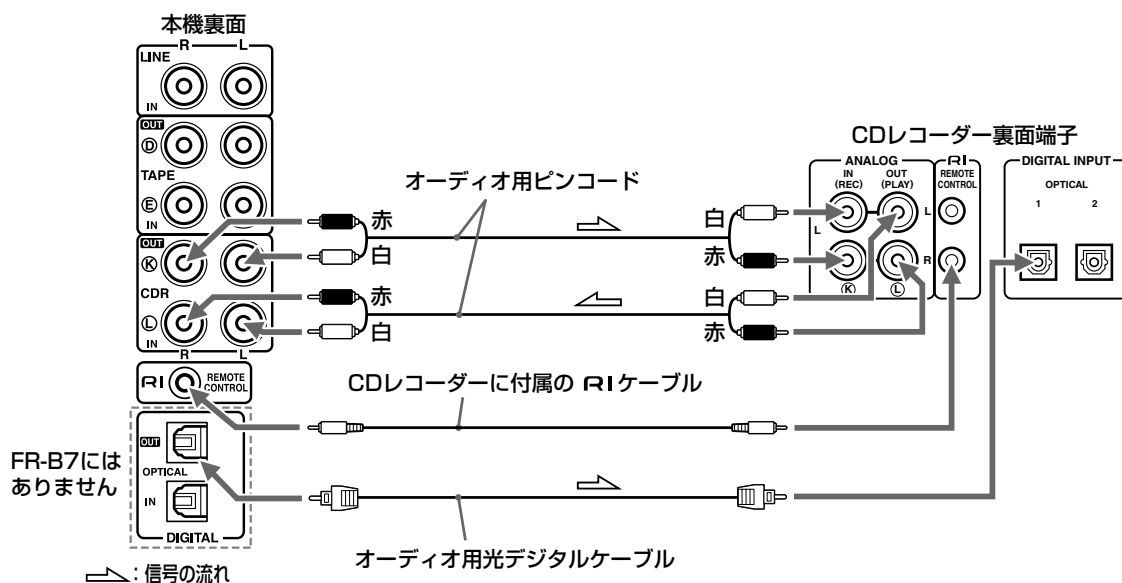 本機裏面
R L
LINE
IN
OUT
Ⓓ
TAPE
Ⓔ
IN
OUT
Ⓚ
CDR
Ⓛ
IN
R L
RI REMOTE CONTROL
OUT
OPTICAL
IN
DIGITAL
FR-B7には
ありません
オーディオ用ピンコード
赤
白
赤
白
白
赤
白
赤
CDレコーダーに付属の RIケーブル
オーディオ用光デジタルケーブル
CDレコーダー裏面端子
ANALOG
IN OUT
(REC) (PLAY)
L
L
R
Ⓚ Ⓛ
RI
REMOTE
CONTROL
DIGITAL INPUT
OPTICAL
1 2
:信号の流れ